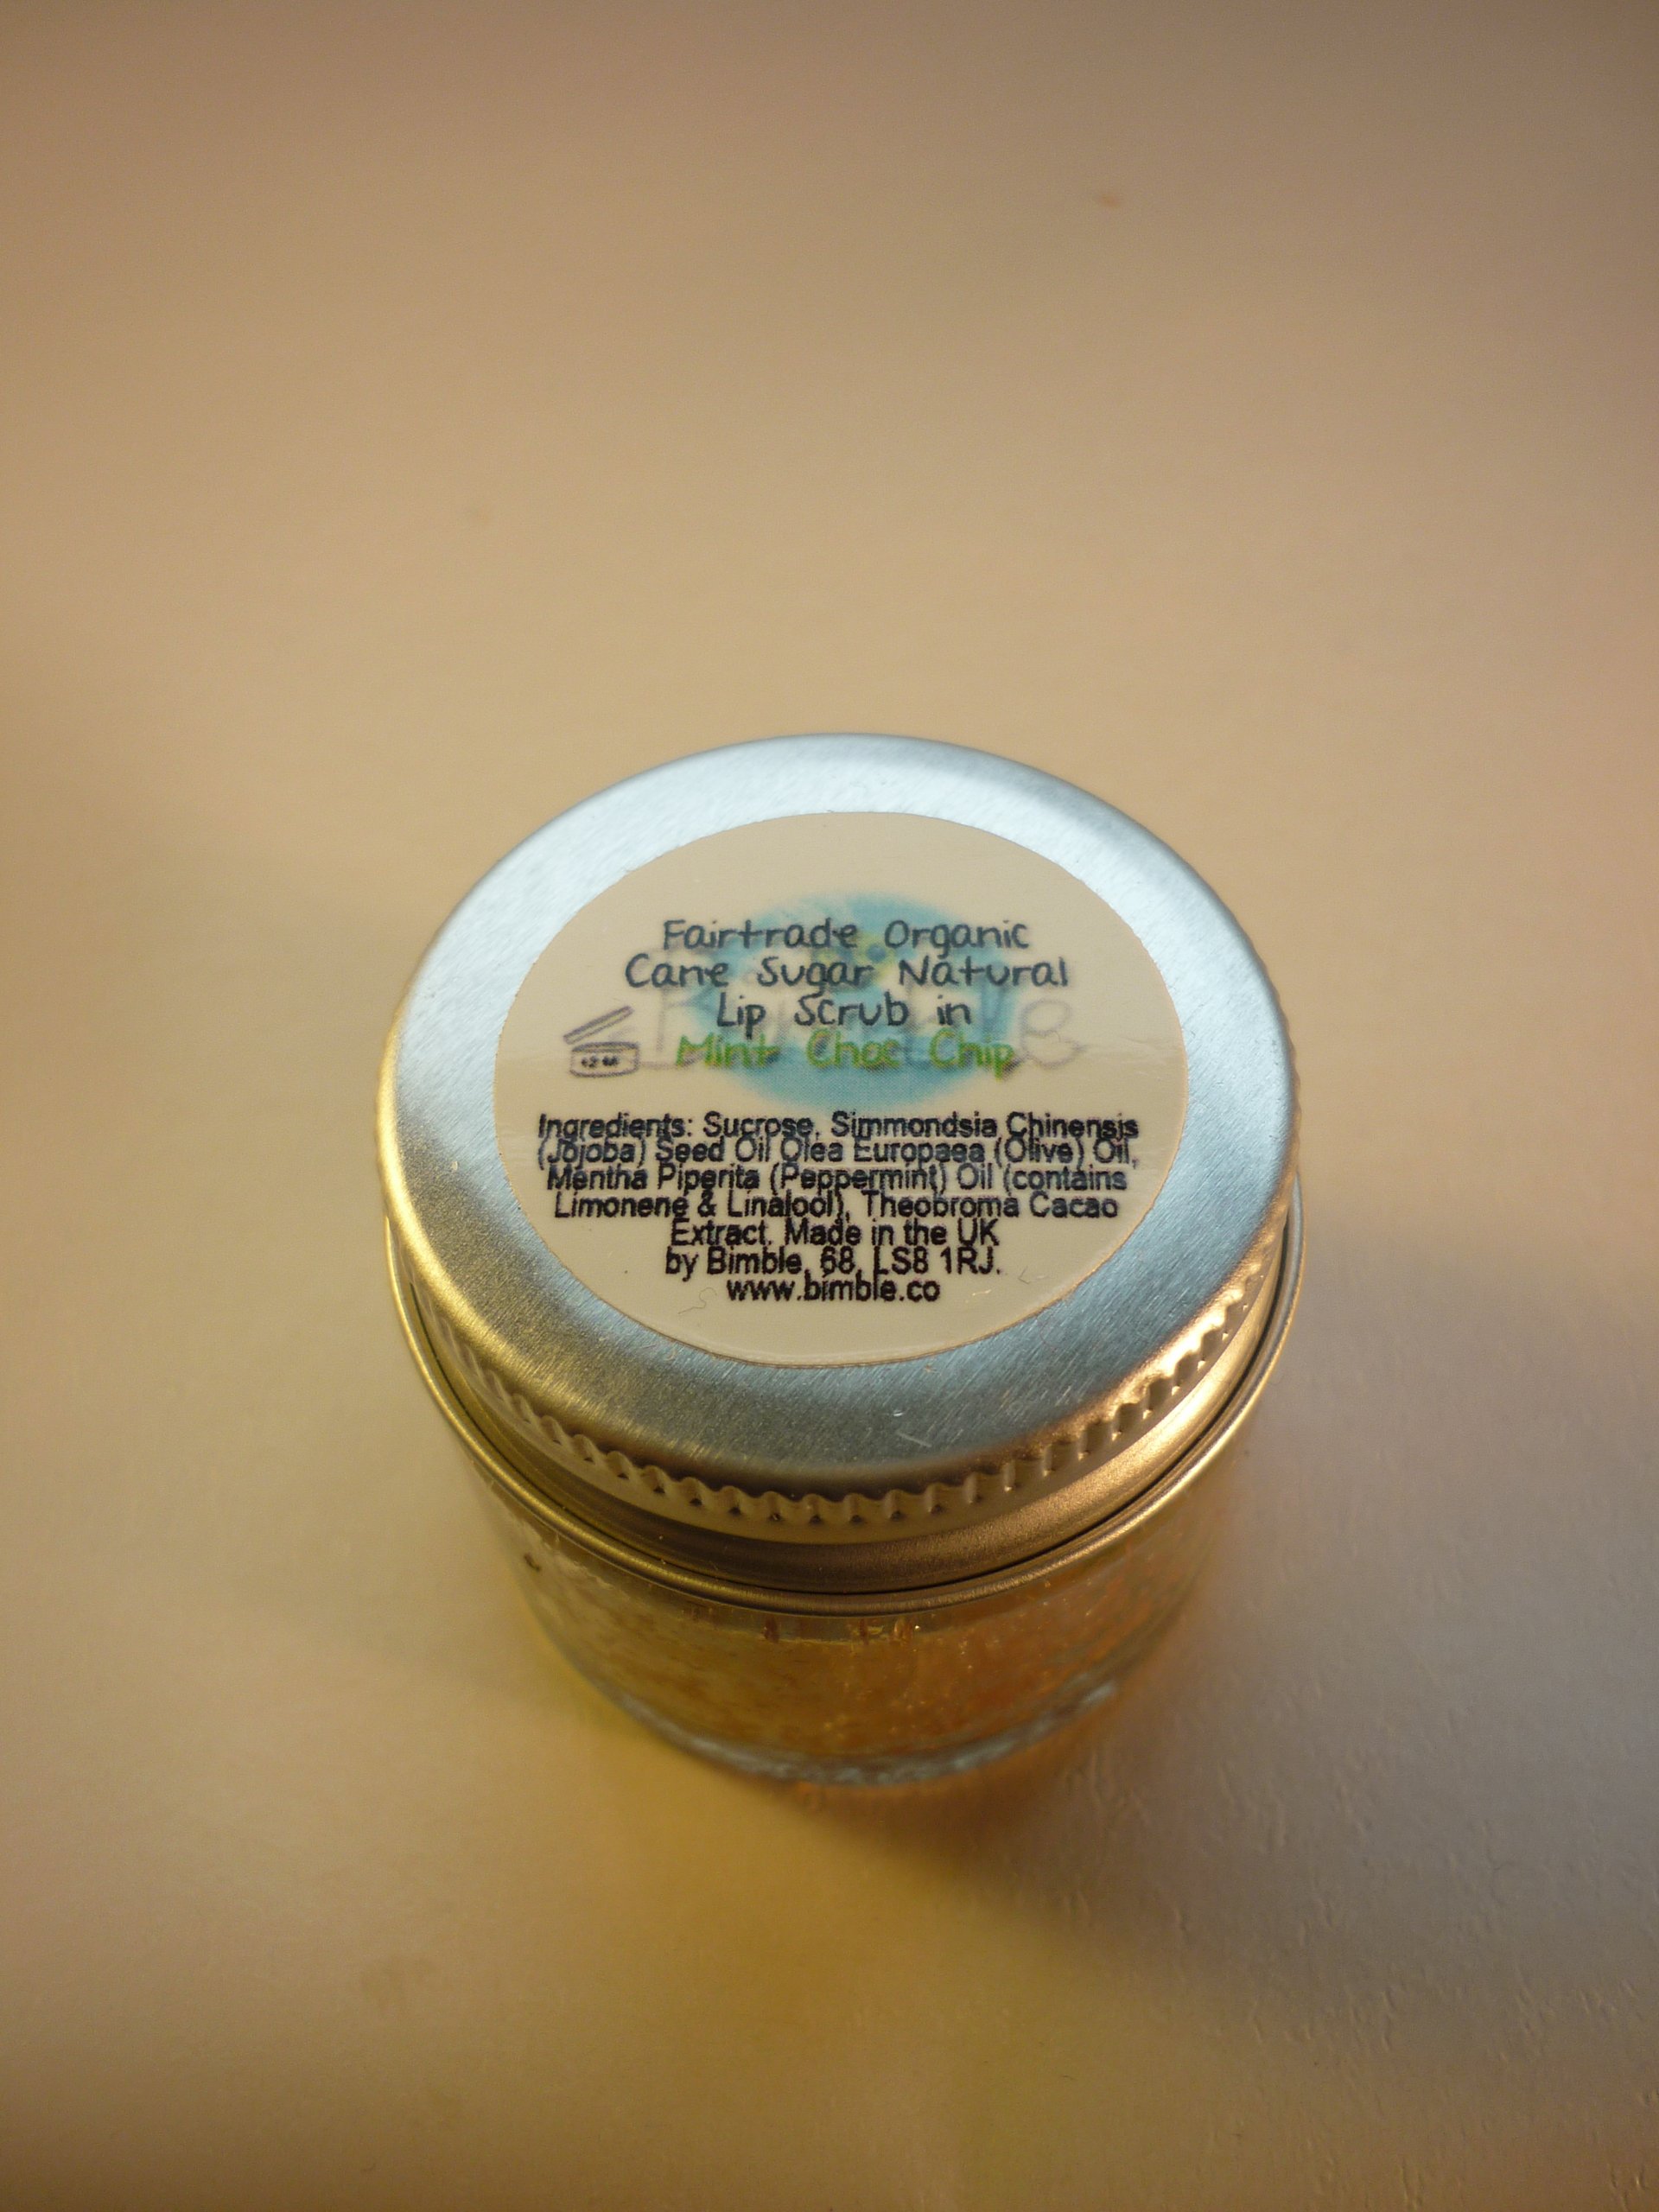 Fairtrade Organic
Cane Sugar Natural
Lip Scrub in
Mint Choc Chip
Ingredients: Sucrose, Simmondsia Chinensis
(Jojoba) Seed Oil Olea Europaea (Olive) Oil,
Mentha Piperita (Peppermint) Oil (contains
Limonene & Linalool), Theobroma Cacao
Extract. Made in the UK
by Bimble, 68, LS8 1RJ.
www.bimble.co